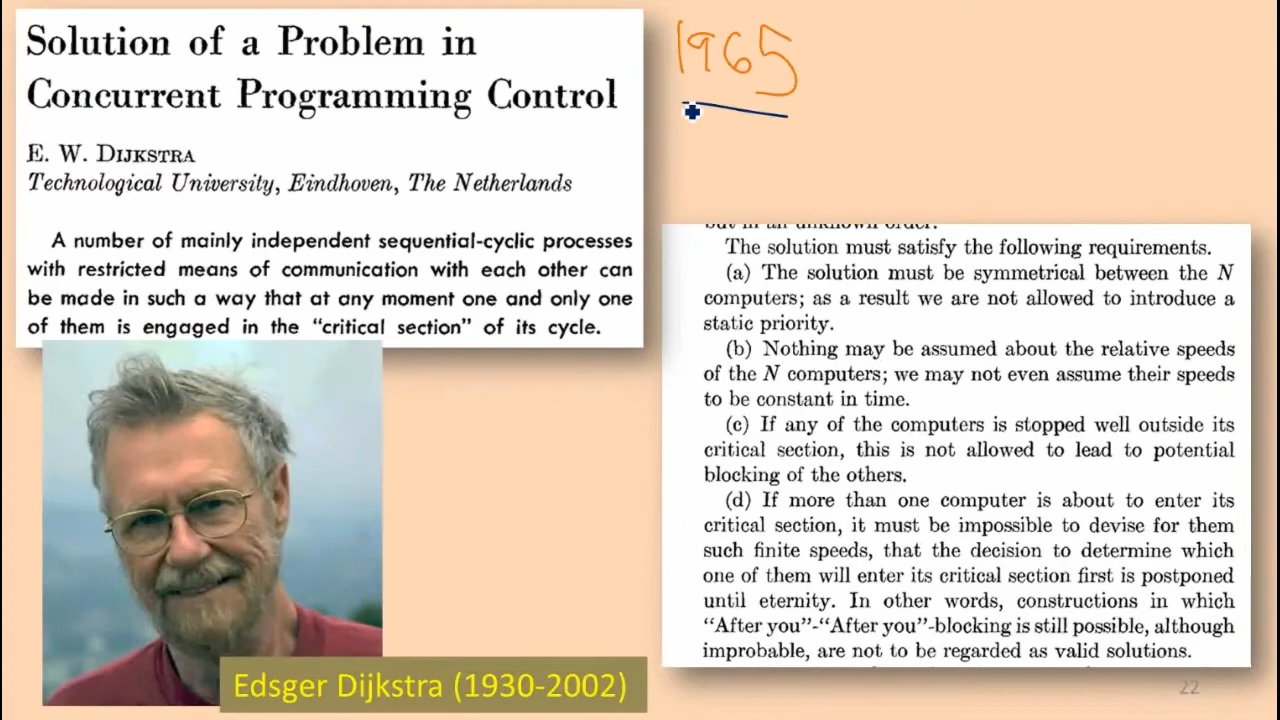 Solution of a Problem in
Concurrent Programming Control
E. W. DIJKSTRA
Technological University, Eindhoven, The Netherlands
A number of mainly independent sequential-cyclic processes
with restricted means of communication with each other can
be made in such a way that at any moment one and only one
of them is engaged in the “critical section” of its cycle.
1965
but in an unknown order.
The solution must satisfy the following requirements.
(a) The solution must be symmetrical between the N
computers; as a result we are not allowed to introduce a
static priority.
(b) Nothing may be assumed about the relative speeds
of the N computers; we may not even assume their speeds
to be constant in time.
(c) If any of the computers is stopped well outside its
critical section, this is not allowed to lead to potential
blocking of the others.
(d) If more than one computer is about to enter its
critical section, it must be impossible to devise for them
such finite speeds, that the decision to determine which
one of them will enter its critical section first is postponed
until eternity. In other words, constructions in which
“After you”-“After you”-blocking is still possible, although
improbable, are not to be regarded as valid solutions.
Edsger Dijkstra (1930-2002)
22